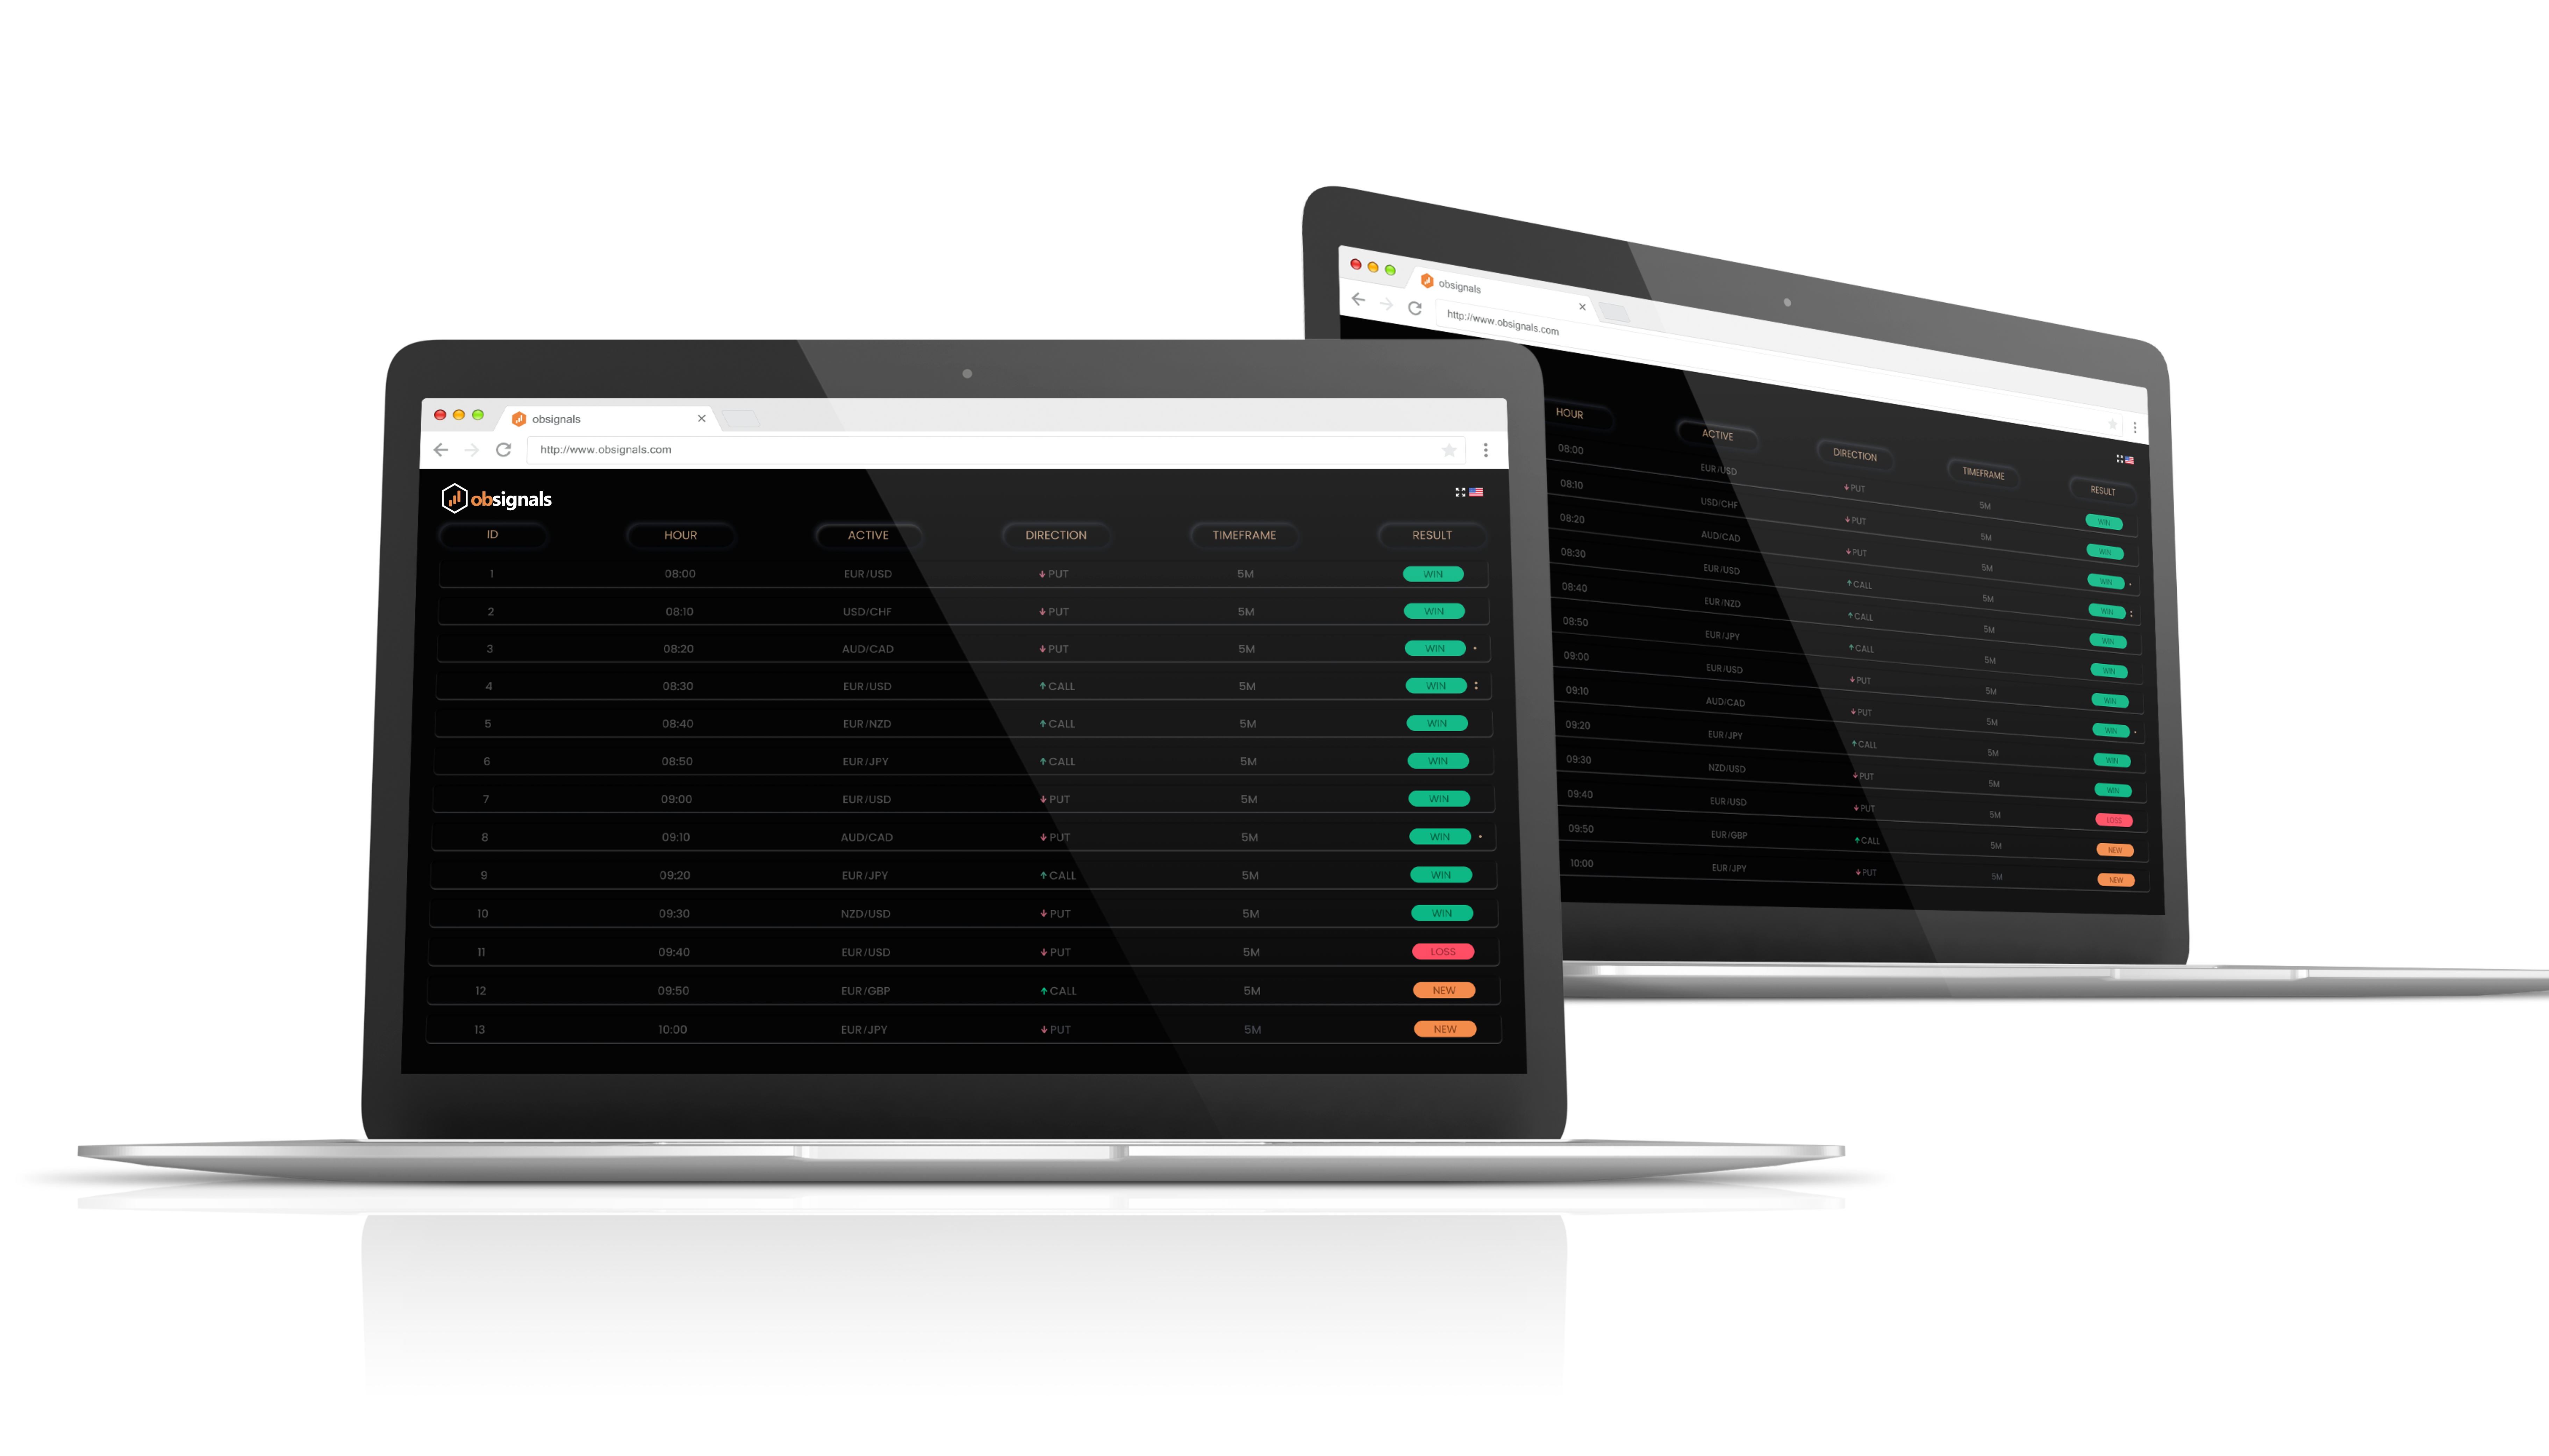 obsignals
http://www.obsignals.com
obsignals
ID HOUR ACTIVE DIRECTION TIMEFRAME RESULT
1 08:00 EUR/USD PUT 5M WIN
2 08:10 USD/CHF PUT 5M WIN
3 08:20 AUD/CAD PUT 5M WIN
4 08:30 EUR/USD CALL 5M WIN
5 08:40 EUR/NZD CALL 5M WIN
6 08:50 EUR/JPY CALL 5M WIN
7 09:00 EUR/USD PUT 5M WIN
8 09:10 AUD/CAD PUT 5M WIN
9 09:20 EUR/JPY CALL 5M WIN
10 09:30 NZD/USD PUT 5M WIN
11 09:40 EUR/USD PUT 5M LOSS
12 09:50 EUR/GBP CALL 5M NEW
13 10:00 EUR/JPY PUT 5M NEW
obsignals
http://www.obsignals.com
HOUR ACTIVE DIRECTION TIMEFRAME RESULT
08:00 EUR/USD PUT 5M WIN
08:10 USD/CHF PUT 5M WIN
08:20 AUD/CAD PUT 5M WIN
08:30 EUR/USD CALL 5M WIN
08:40 EUR/NZD CALL 5M WIN
08:50 EUR/JPY CALL 5M WIN
09:00 EUR/USD PUT 5M WIN
09:10 AUD/CAD PUT 5M WIN
09:20 EUR/JPY CALL 5M WIN
09:30 NZD/USD PUT 5M WIN
09:40 EUR/USD PUT 5M LOSS
09:50 EUR/GBP CALL 5M NEW
10:00 EUR/JPY PUT 5M NEW